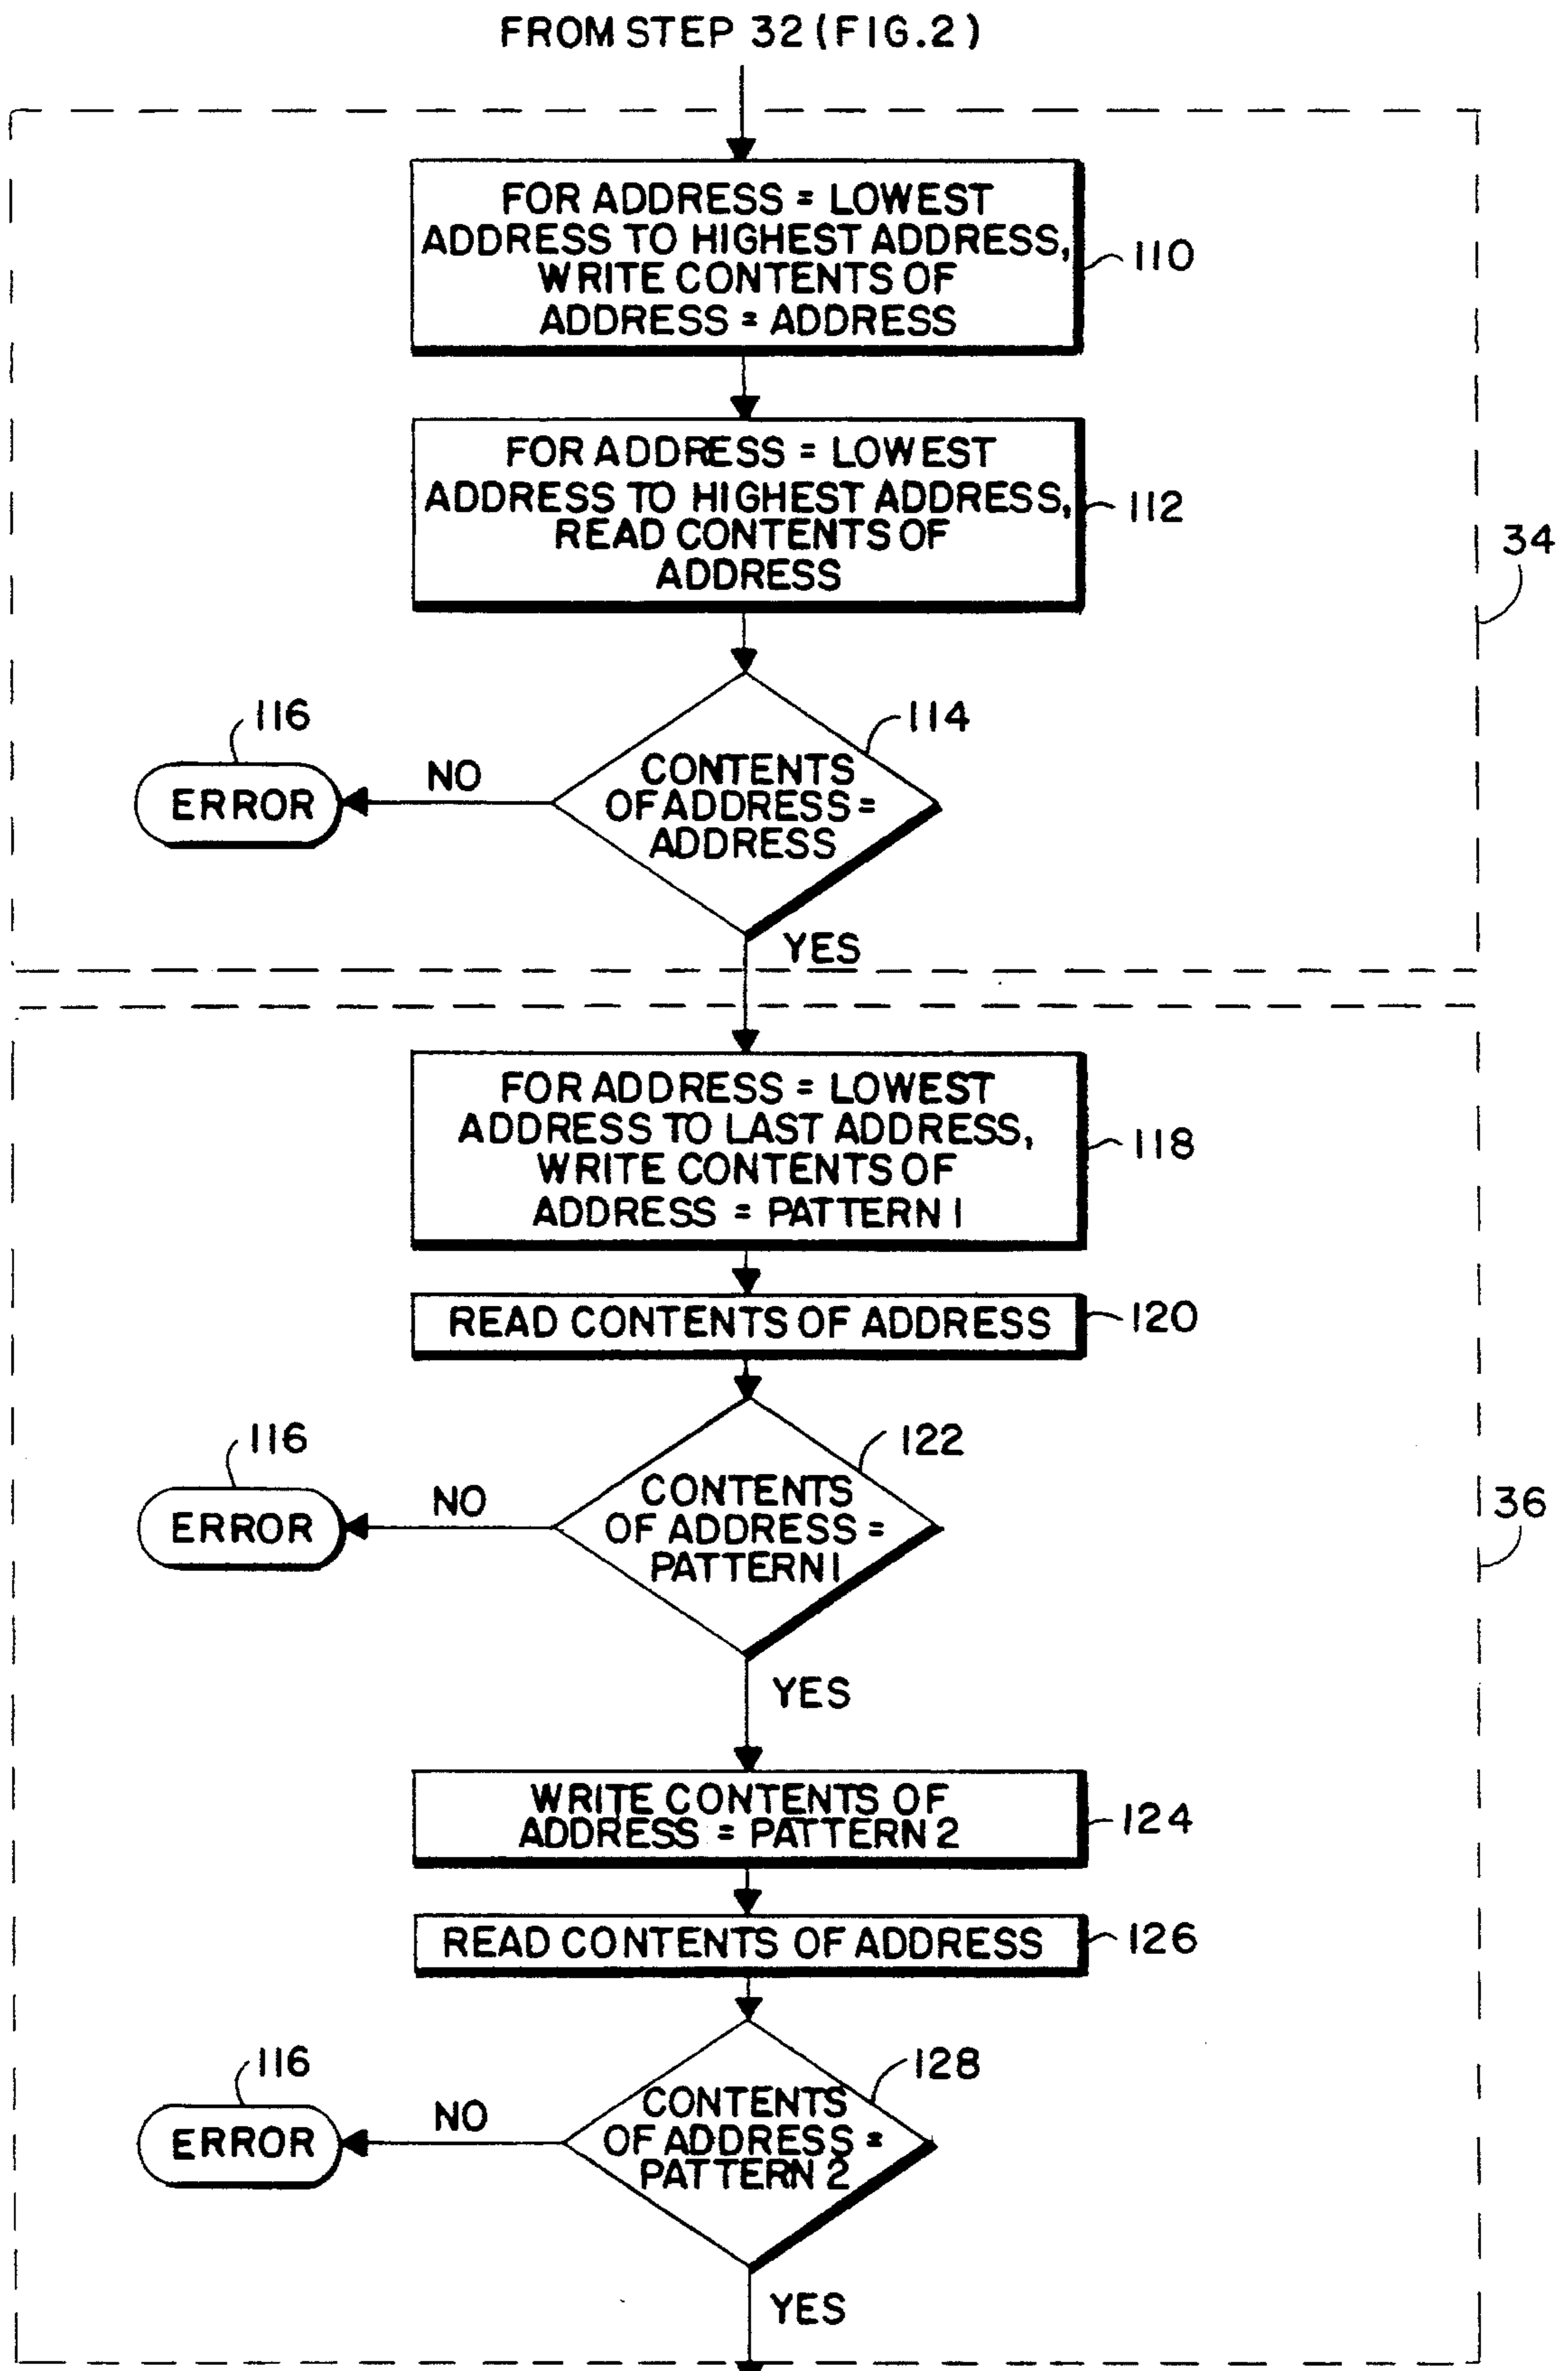 FROM STEP 32 (FIG.2)
FOR ADDRESS = LOWEST
ADDRESS TO HIGHEST ADDRESS,
WRITE CONTENTS OF
ADDRESS = ADDRESS
110
FOR ADDRESS = LOWEST
ADDRESS TO HIGHEST ADDRESS,
READ CONTENTS OF
ADDRESS
112
34
116
114
CONTENTS
OF ADDRESS =
ADDRESS
NO
ERROR
YES
FOR ADDRESS = LOWEST
ADDRESS TO LAST ADDRESS,
WRITE CONTENTS OF
ADDRESS = PATTERN 1
118
READ CONTENTS OF ADDRESS
120
116
122
CONTENTS
OF ADDRESS =
PATTERN 1
NO
ERROR
36
YES
WRITE CONTENTS OF
ADDRESS = PATTERN 2
124
READ CONTENTS OF ADDRESS
126
116
128
CONTENTS
OF ADDRESS =
PATTERN 2
NO
ERROR
YES